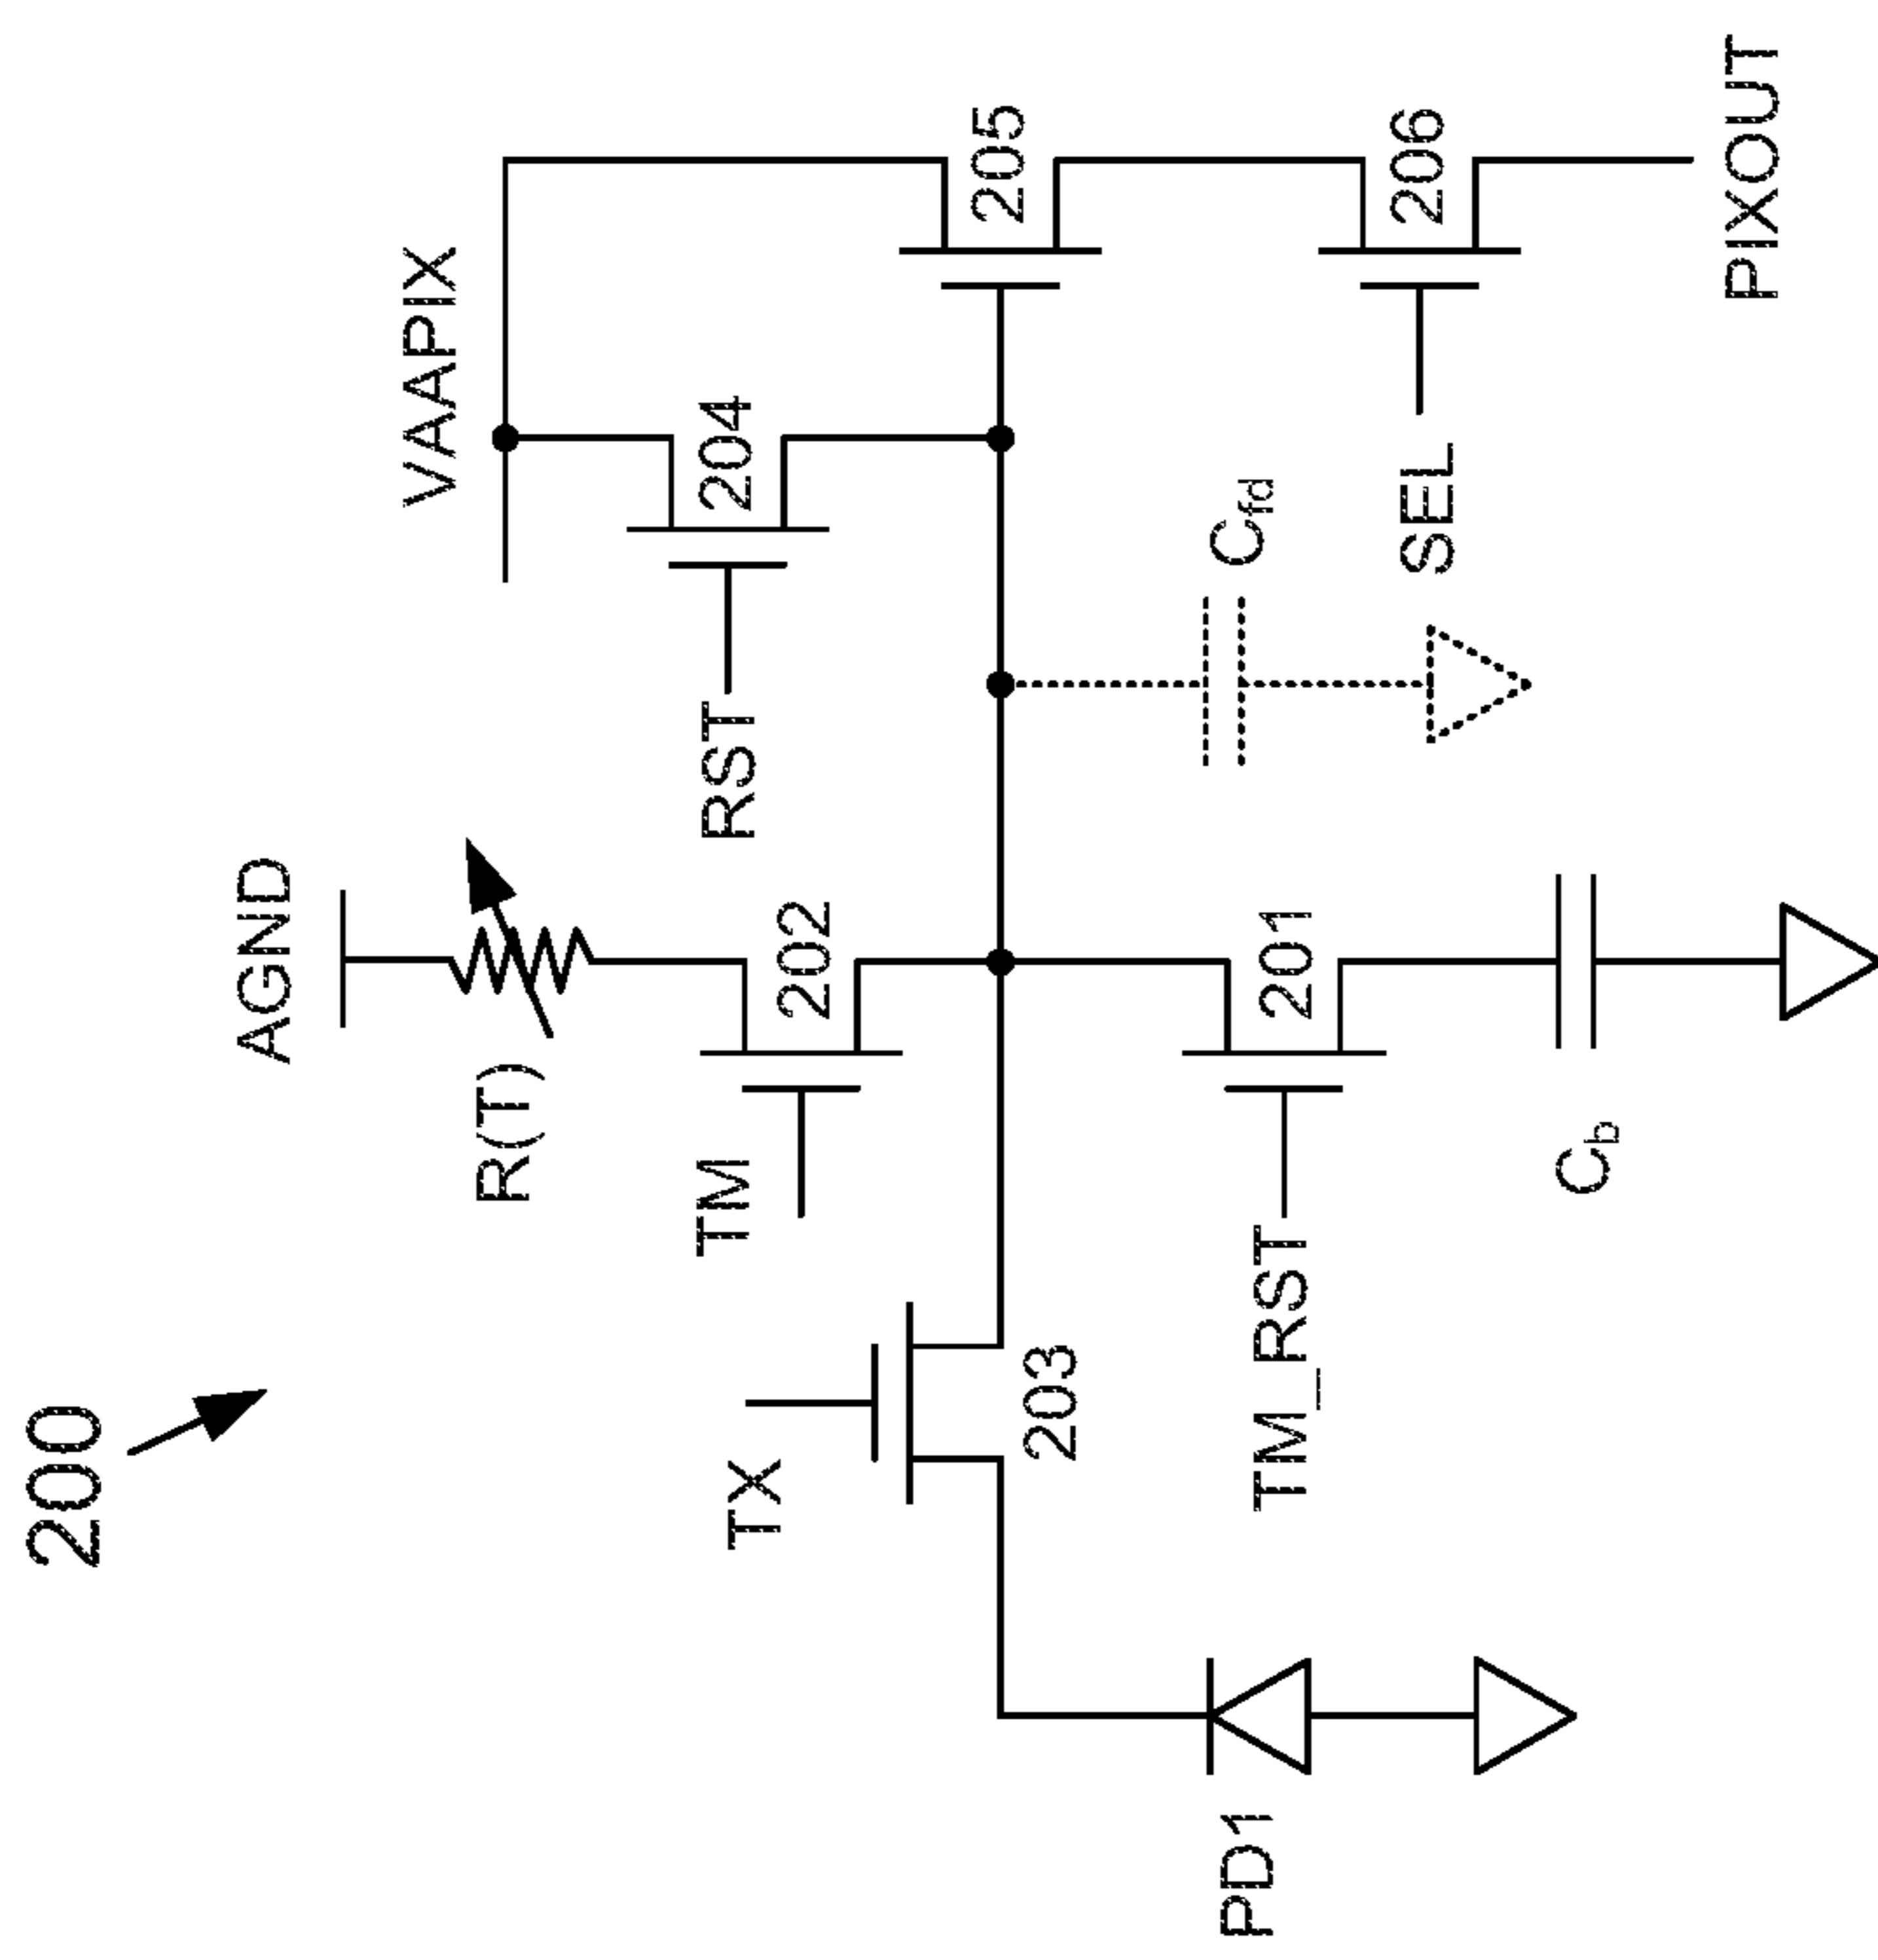 200
AGND
VAAPIX
R(T)
TM
202
RST
204
205
TX
203
TM_RST
201
Cfd
SEL
206
PD1
Cb
PIXOUT